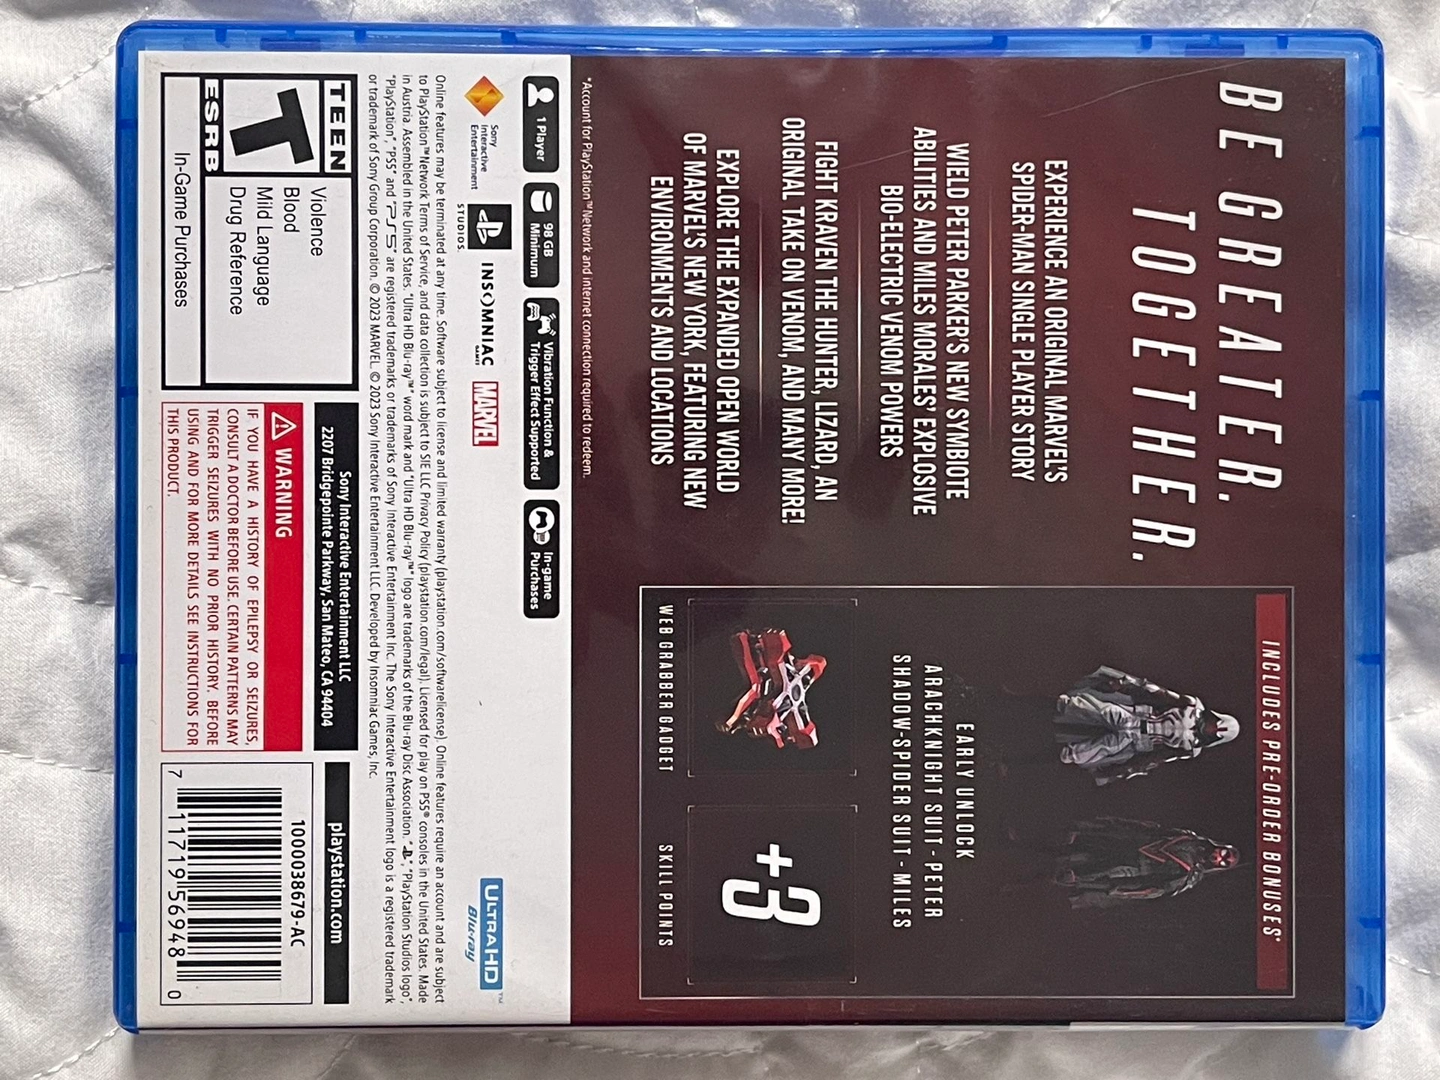 BE GREATER.
TOGETHER.
EXPERIENCE AN ORIGINAL MARVEL'S
SPIDER-MAN SINGLE PLAYER STORY
WIELD PETER PARKER'S NEW SYMBIOTE
ABILITIES AND MILES MORALES' EXPLOSIVE
BIO-ELECTRIC VENOM POWERS
FIGHT KRAVEN THE HUNTER, LIZARD, AN
ORIGINAL TAKE ON VENOM, AND MANY MORE!
EXPLORE THE EXPANDED OPEN WORLD
OF MARVEL'S NEW YORK, FEATURING NEW
ENVIRONMENTS AND LOCATIONS
INCLUDES PRE-ORDER BONUSES*
EARLY UNLOCK
ARACHKNIGHT SUIT - PETER
SHADOW-SPIDER SUIT - MILES
WEB GRABBER GADGET
+3
SKILL POINTS
*Account for PlayStation™Network and internet connection required to redeem.
1 Player
98 GB
Minimum
Vibration Function &
Trigger Effect Supported
In-game
Purchases
Sony
Interactive
Entertainment
PlayStation
STUDIOS
INSOMNIAC
GAMES
MARVEL
ULTRA HD
Blu-ray™
Online features may be terminated at any time. Software subject to license and limited warranty (playstation.com/softwarelicense). Online features require an account and are subject
to PlayStation™Network Terms of Service, and data collection is subject to SIE LLC Privacy Policy (playstation.com/legal). Licensed for play on PS5® consoles in the United States. Made
in Austria. Assembled in the United States. "Ultra HD Blu-ray™" word mark and "Ultra HD Blu-ray™" logo are trademarks of the Blu-ray Disc Association. "PlayStation Studios logo",
"PlayStation", "PS5" and "PS5" are registered trademarks or trademarks of Sony Interactive Entertainment Inc. The Sony Interactive Entertainment logo is a registered trademark
or trademark of Sony Group Corporation. © 2023 MARVEL. © 2023 Sony Interactive Entertainment LLC. Developed by Insomniac Games, Inc.
TEEN
T
ESRB
Violence
Blood
Mild Language
Drug Reference
In-Game Purchases
Sony Interactive Entertainment LLC
2207 Bridgepointe Parkway, San Mateo, CA 94404
WARNING
IF YOU HAVE A HISTORY OF EPILEPSY OR SEIZURES,
CONSULT A DOCTOR BEFORE USE. CERTAIN PATTERNS MAY
TRIGGER SEIZURES WITH NO PRIOR HISTORY. BEFORE
USING AND FOR MORE DETAILS SEE INSTRUCTIONS FOR
THIS PRODUCT.
playstation.com
1000038679-AC
7 11719 56948 0